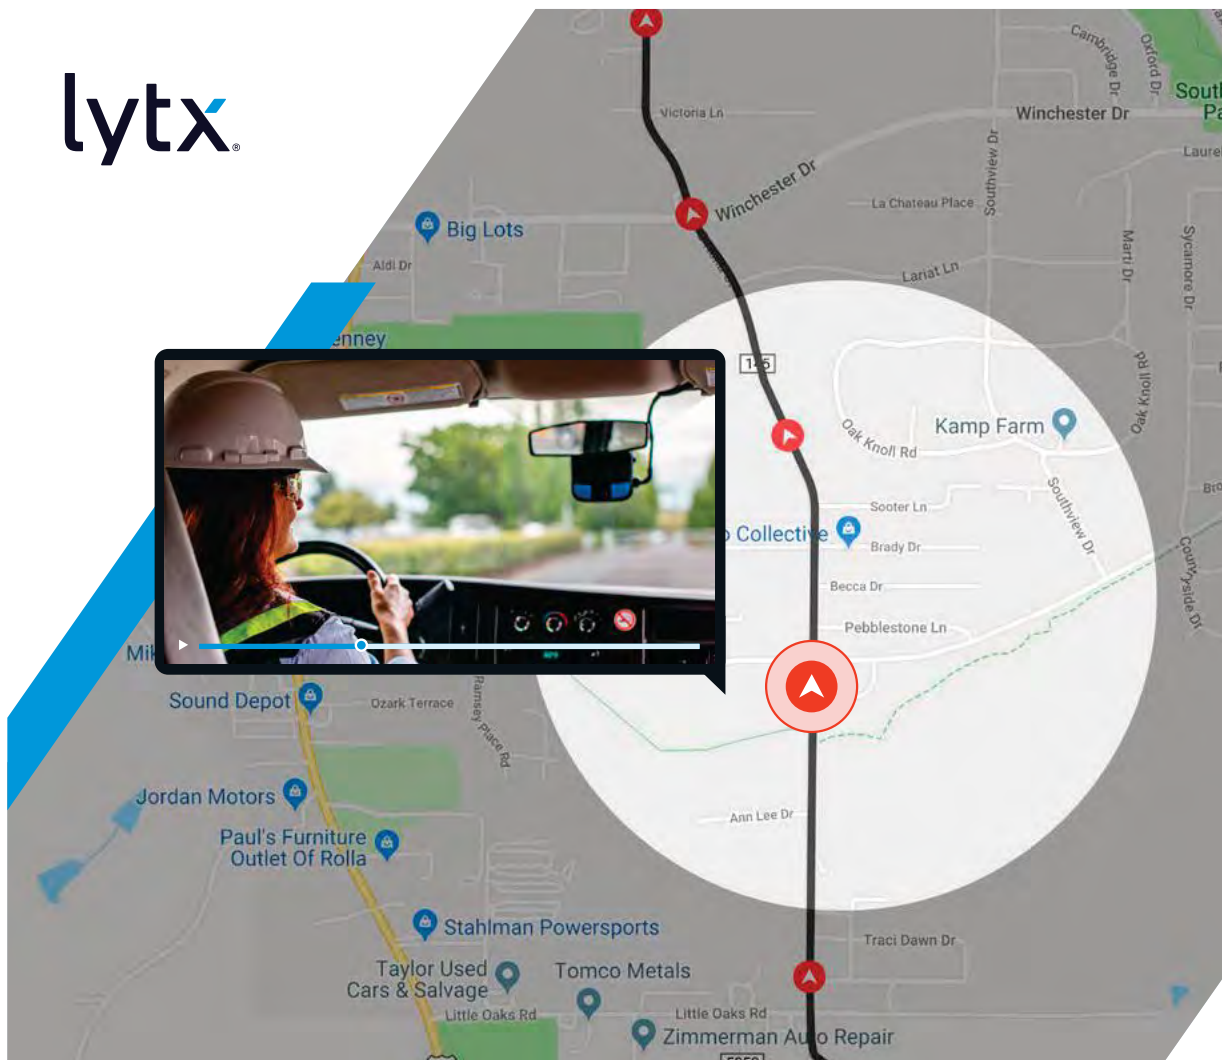 lytx®
Victoria Ln
Cambridge Dr
Oxford Dr
Winchester Dr
Winchester Dr
Southview Dr
La Chateau Place
Big Lots
Aldi Dr
Lariat Ln
Marti Dr
Sycamore Dr
145
Oak Knoll Rd
Oak Knoll Rd
Kamp Farm
Sooter Ln
Southview Dr
Collective
Brady Dr
Becca Dr
Pebblestone Ln
Sound Depot
Ozark Terrace
Ramsey Place Rd
Jordan Motors
Paul's Furniture
Outlet Of Rolla
Ann Lee Dr
Stahlman Powersports
Traci Dawn Dr
Taylor Used
Cars & Salvage
Tomco Metals
Little Oaks Rd
Little Oaks Rd
Zimmerman Auto Repair